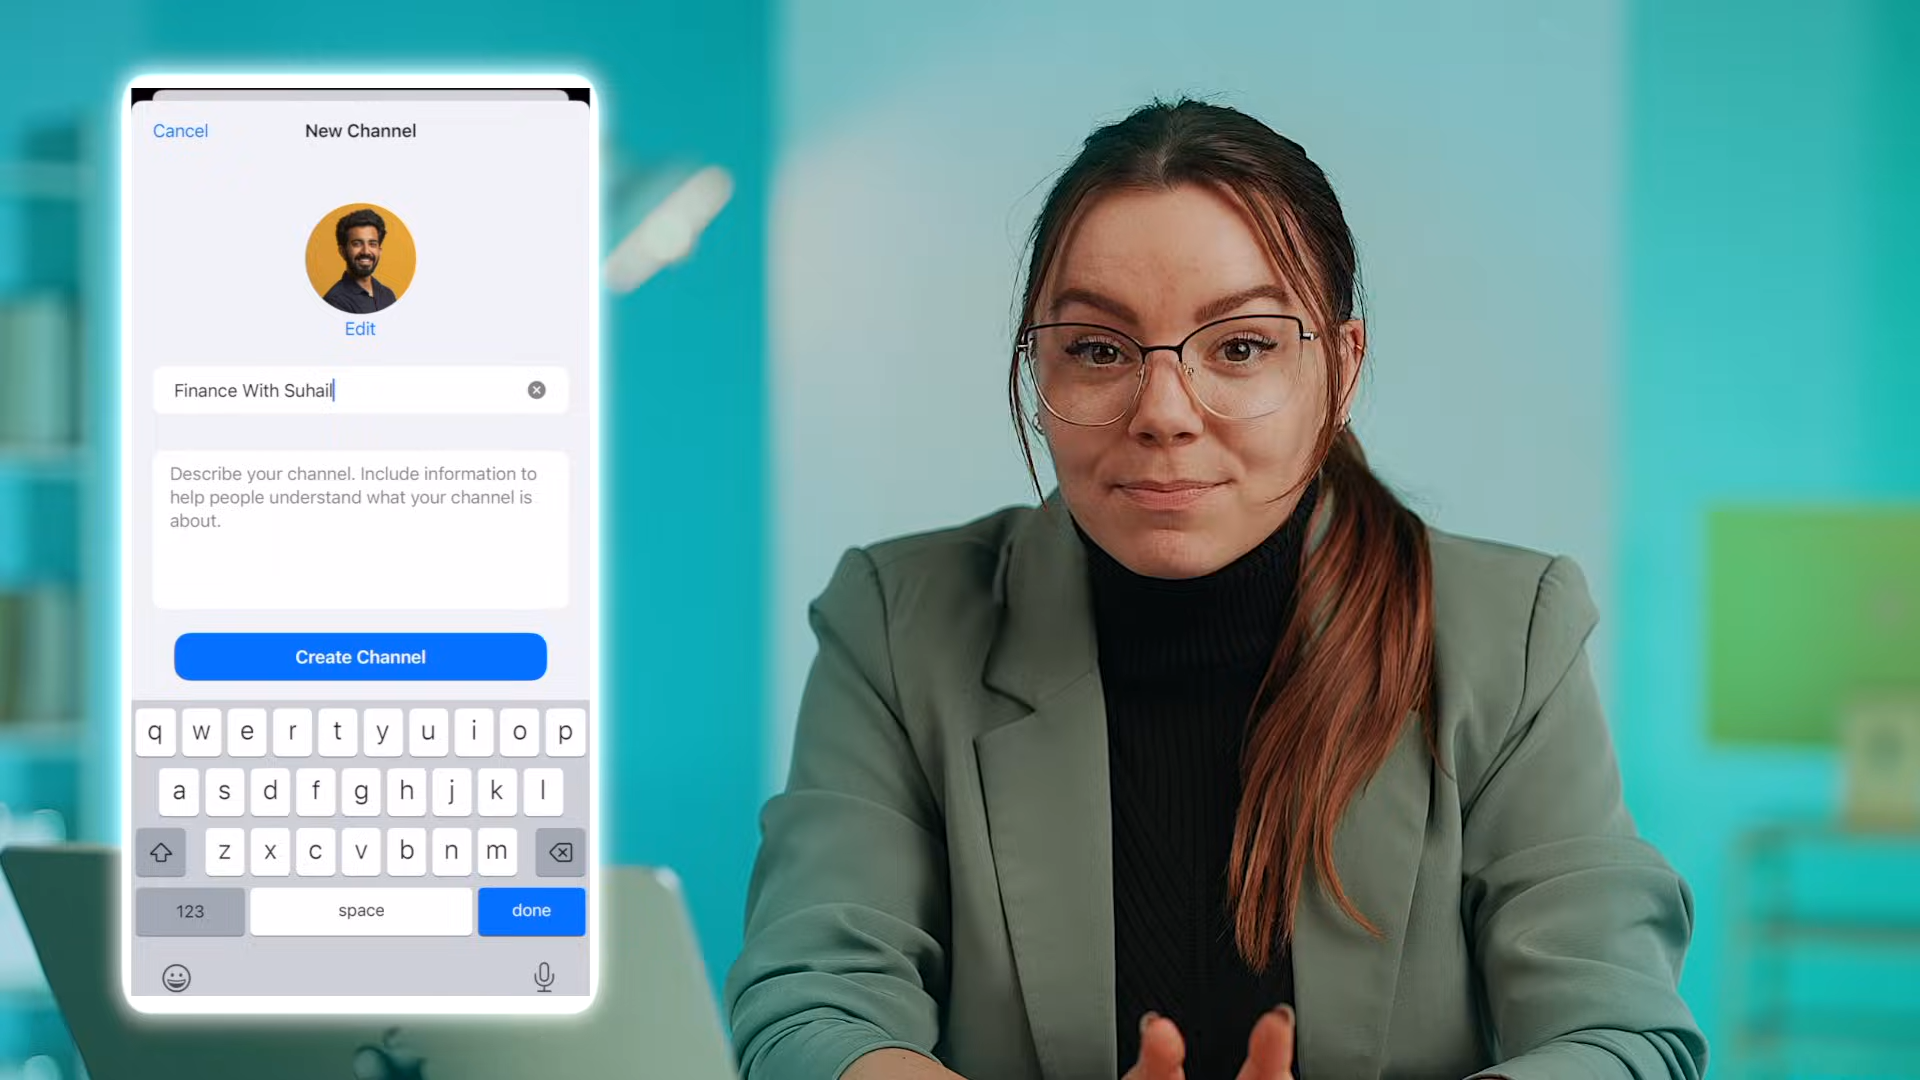 Cancel
New Channel
Edit
Finance With Suhail
Describe your channel. Include information to
help people understand what your channel is
about.
Create Channel
q w e r t y u i o p
a s d f g h j k l
z x c v b n m
123 space done